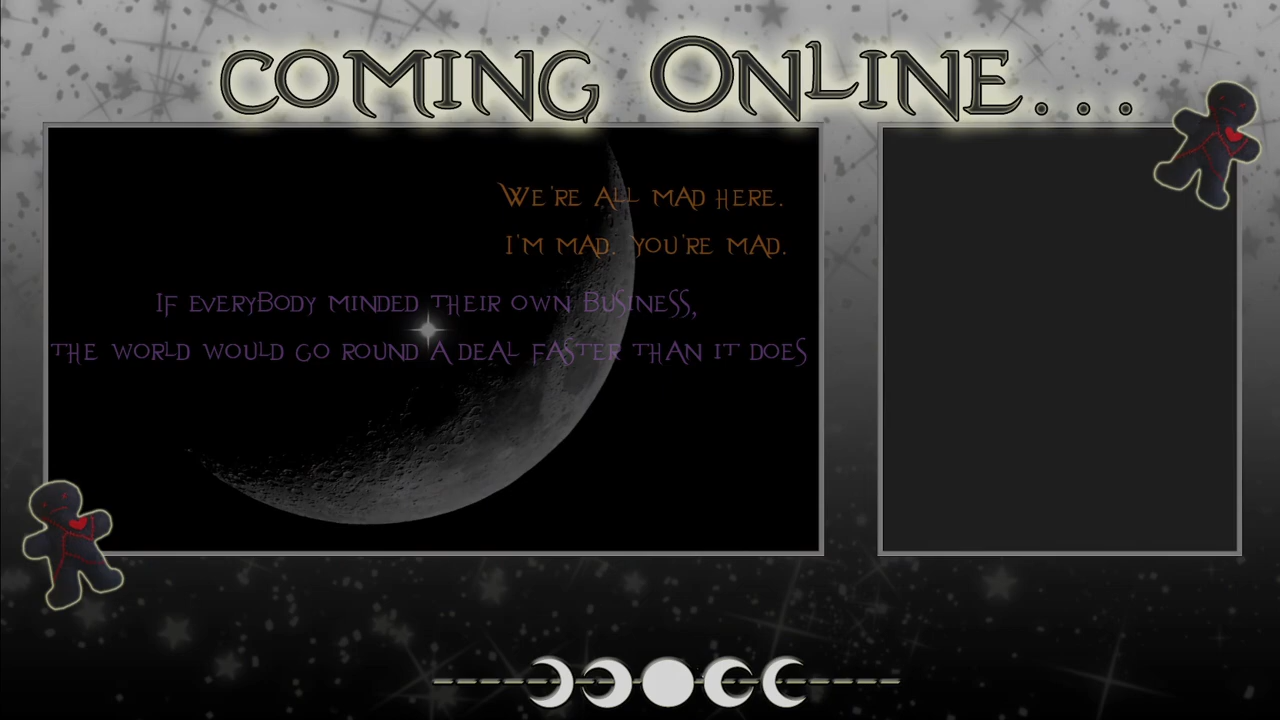 Coming Online...
We're all mad here.
I'm mad. You're mad.
If everybody minded their own business,
the world would go round a deal faster than it does